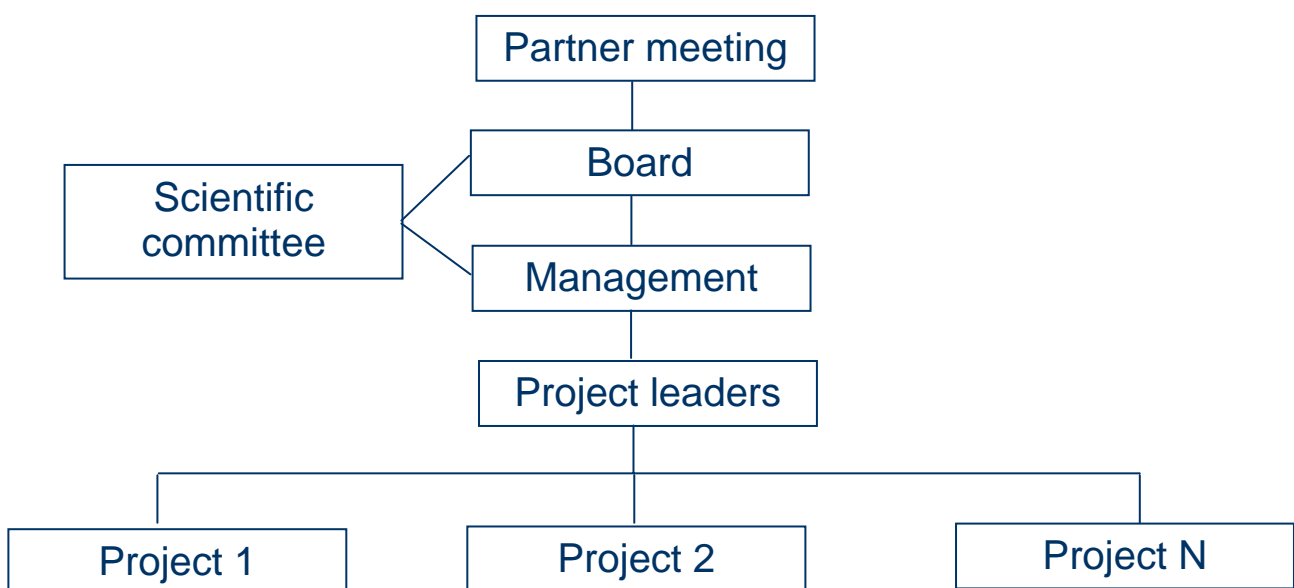 Partner meeting
Board
Scientific
committee
Management
Project leaders
Project 1
Project 2
Project N